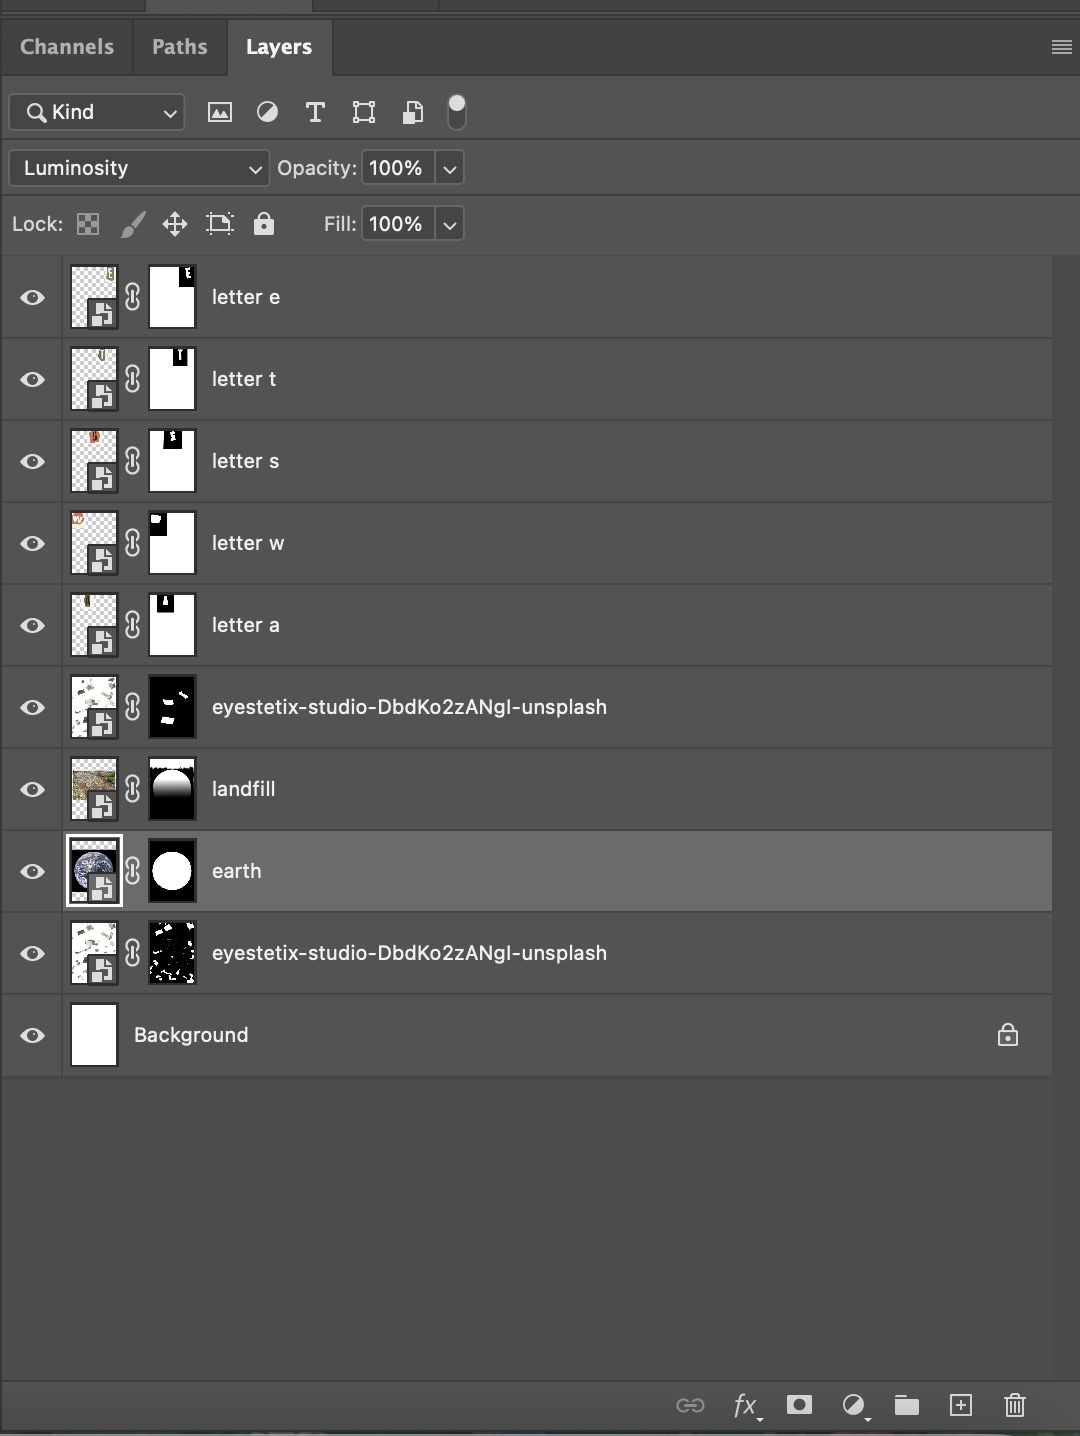 Channels Paths Layers
Kind
Luminosity Opacity: 100%
Lock: Fill: 100%
letter e
letter t
letter s
letter w
letter a
eyestetix-studio-DbdKo2zANgI-unsplash
landfill
earth
eyestetix-studio-DbdKo2zANgI-unsplash
Background
fx